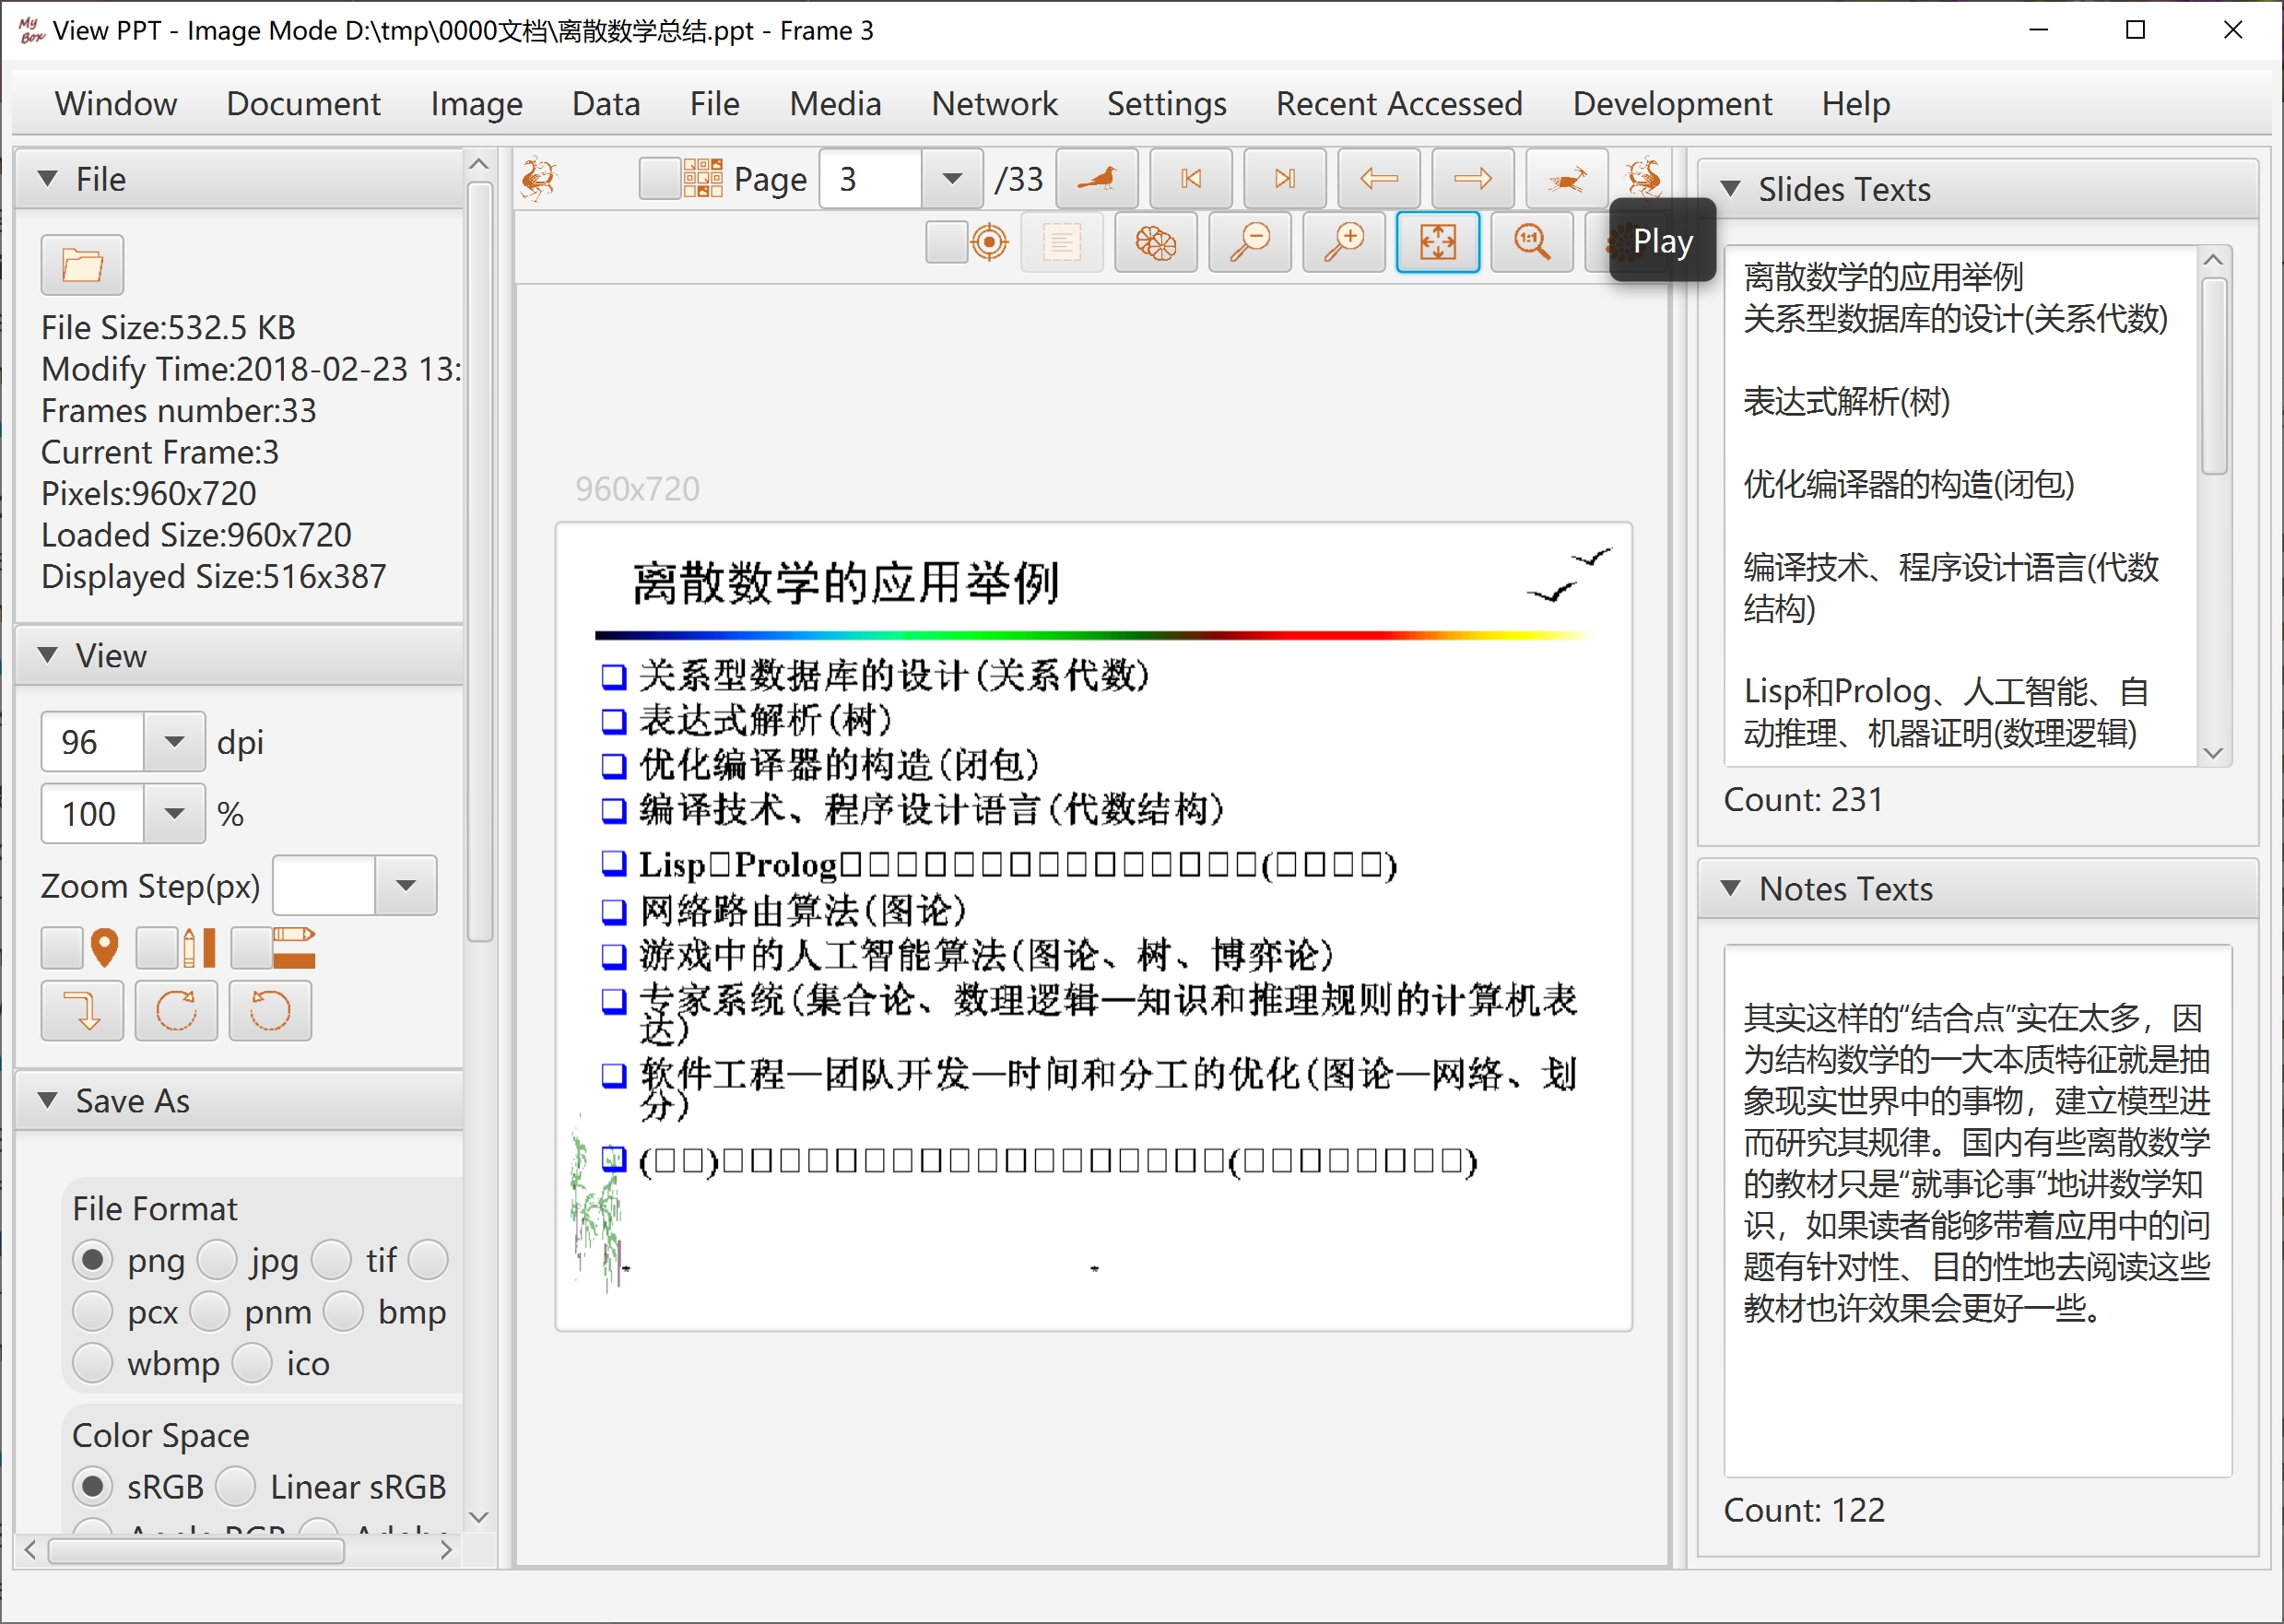 My Box View PPT - Image Mode D:\tmp\0000文档\离散数学总结.ppt - Frame 3
Window Document Image Data File Media Network Settings Recent Accessed Development Help
File
File Size:532.5 KB
Modify Time:2018-02-23 13:
Frames number:33
Current Frame:3
Pixels:960x720
Loaded Size:960x720
Displayed Size:516x387
View
96 dpi
100 %
Zoom Step(px)
Save As
File Format
png jpg tif
pcx pnm bmp
wbmp ico
Color Space
sRGB Linear sRGB
Page 3 /33
1:1
Play
960x720
离散数学的应用举例
关系型数据库的设计(关系代数)
表达式解析(树)
优化编译器的构造(闭包)
编译技术、程序设计语言(代数结构)
Lisp□Prolog□□□□□□□□□□□□□□□(□□□□)
网络路由算法(图论)
游戏中的人工智能算法(图论、树、博弈论)
专家系统(集合论、数理逻辑—知识和推理规则的计算机表
达)
软件工程—团队开发—时间和分工的优化(图论—网络、划
分)
(□□)□□□□□□□□□□□□□□□□□□(□□□□□□□□)
Slides Texts
离散数学的应用举例
关系型数据库的设计(关系代数)
表达式解析(树)
优化编译器的构造(闭包)
编译技术、程序设计语言(代数
结构)
Lisp和Prolog、人工智能、自
动推理、机器证明(数理逻辑)
Count: 231
Notes Texts
其实这样的“结合点”实在太多，因
为结构数学的一大本质特征就是抽
象现实世界中的事物，建立模型进
而研究其规律。国内有些离散数学
的教材只是“就事论事”地讲数学知
识，如果读者能够带着应用中的问
题有针对性、目的性地去阅读这些
教材也许效果会更好一些。
Count: 122